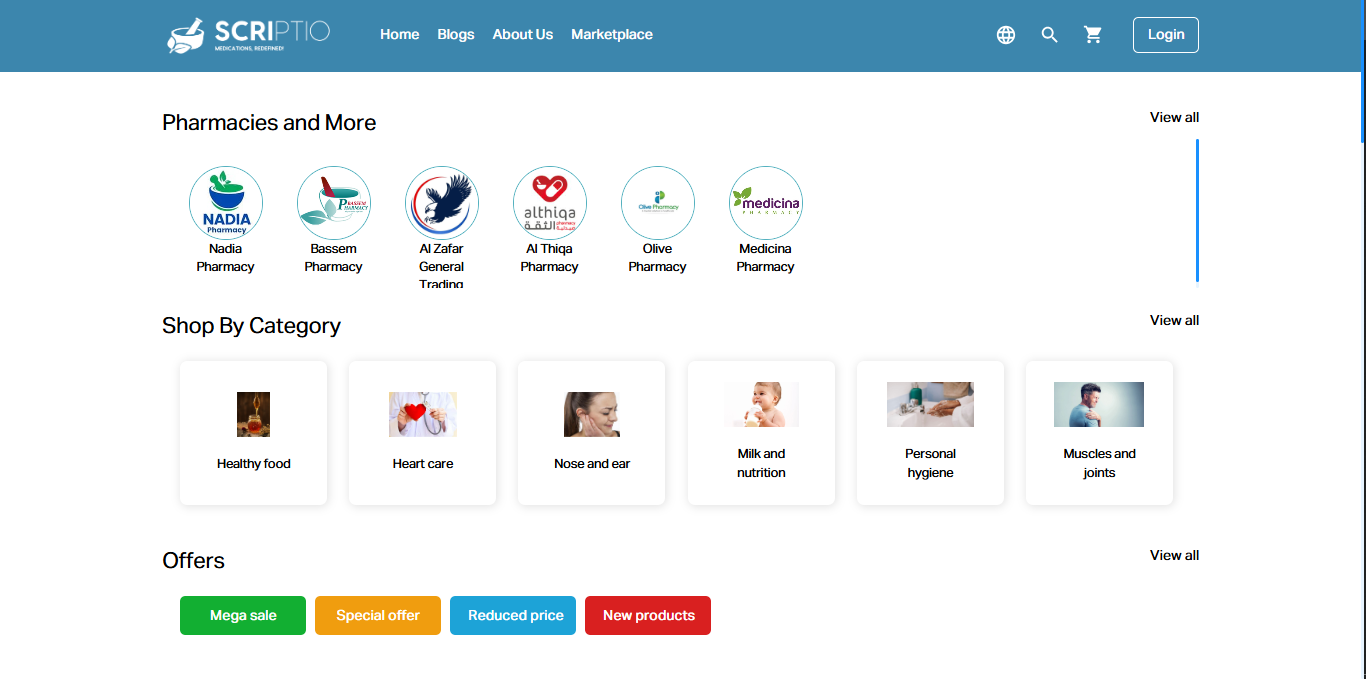 SCRIPTIO
MEDICATIONS, REDEFINED!
Home Blogs About Us Marketplace
Login
Pharmacies and More
View all
NADIA
Pharmacy
BASSEM
PHARMACY
althiqa
pharmacy
الثقة
صيدلية
Olive Pharmacy
medicina
PHARMACY
Nadia
Pharmacy
Bassem
Pharmacy
Al Zafar
General
Trading
Al Thiqa
Pharmacy
Olive
Pharmacy
Medicina
Pharmacy
Shop By Category
View all
Healthy food
Heart care
Nose and ear
Milk and
nutrition
Personal
hygiene
Muscles and
joints
Offers
View all
Mega sale
Special offer
Reduced price
New products